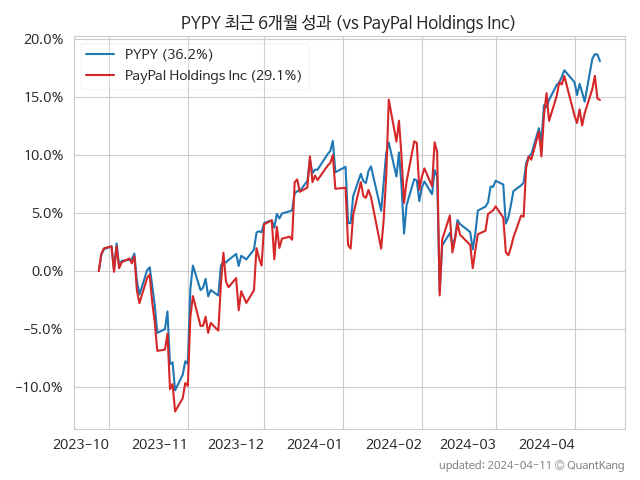 PYPY 최근 6개월 성과 (vs PayPal Holdings Inc)
20.0%
15.0%
10.0%
5.0%
0.0%
−5.0%
−10.0%
PYPY (36.2%)
PayPal Holdings Inc (29.1%)
2023-10 2023-11 2023-12 2024-01 2024-02 2024-03 2024-04
updated: 2024-04-11 © QuantKang